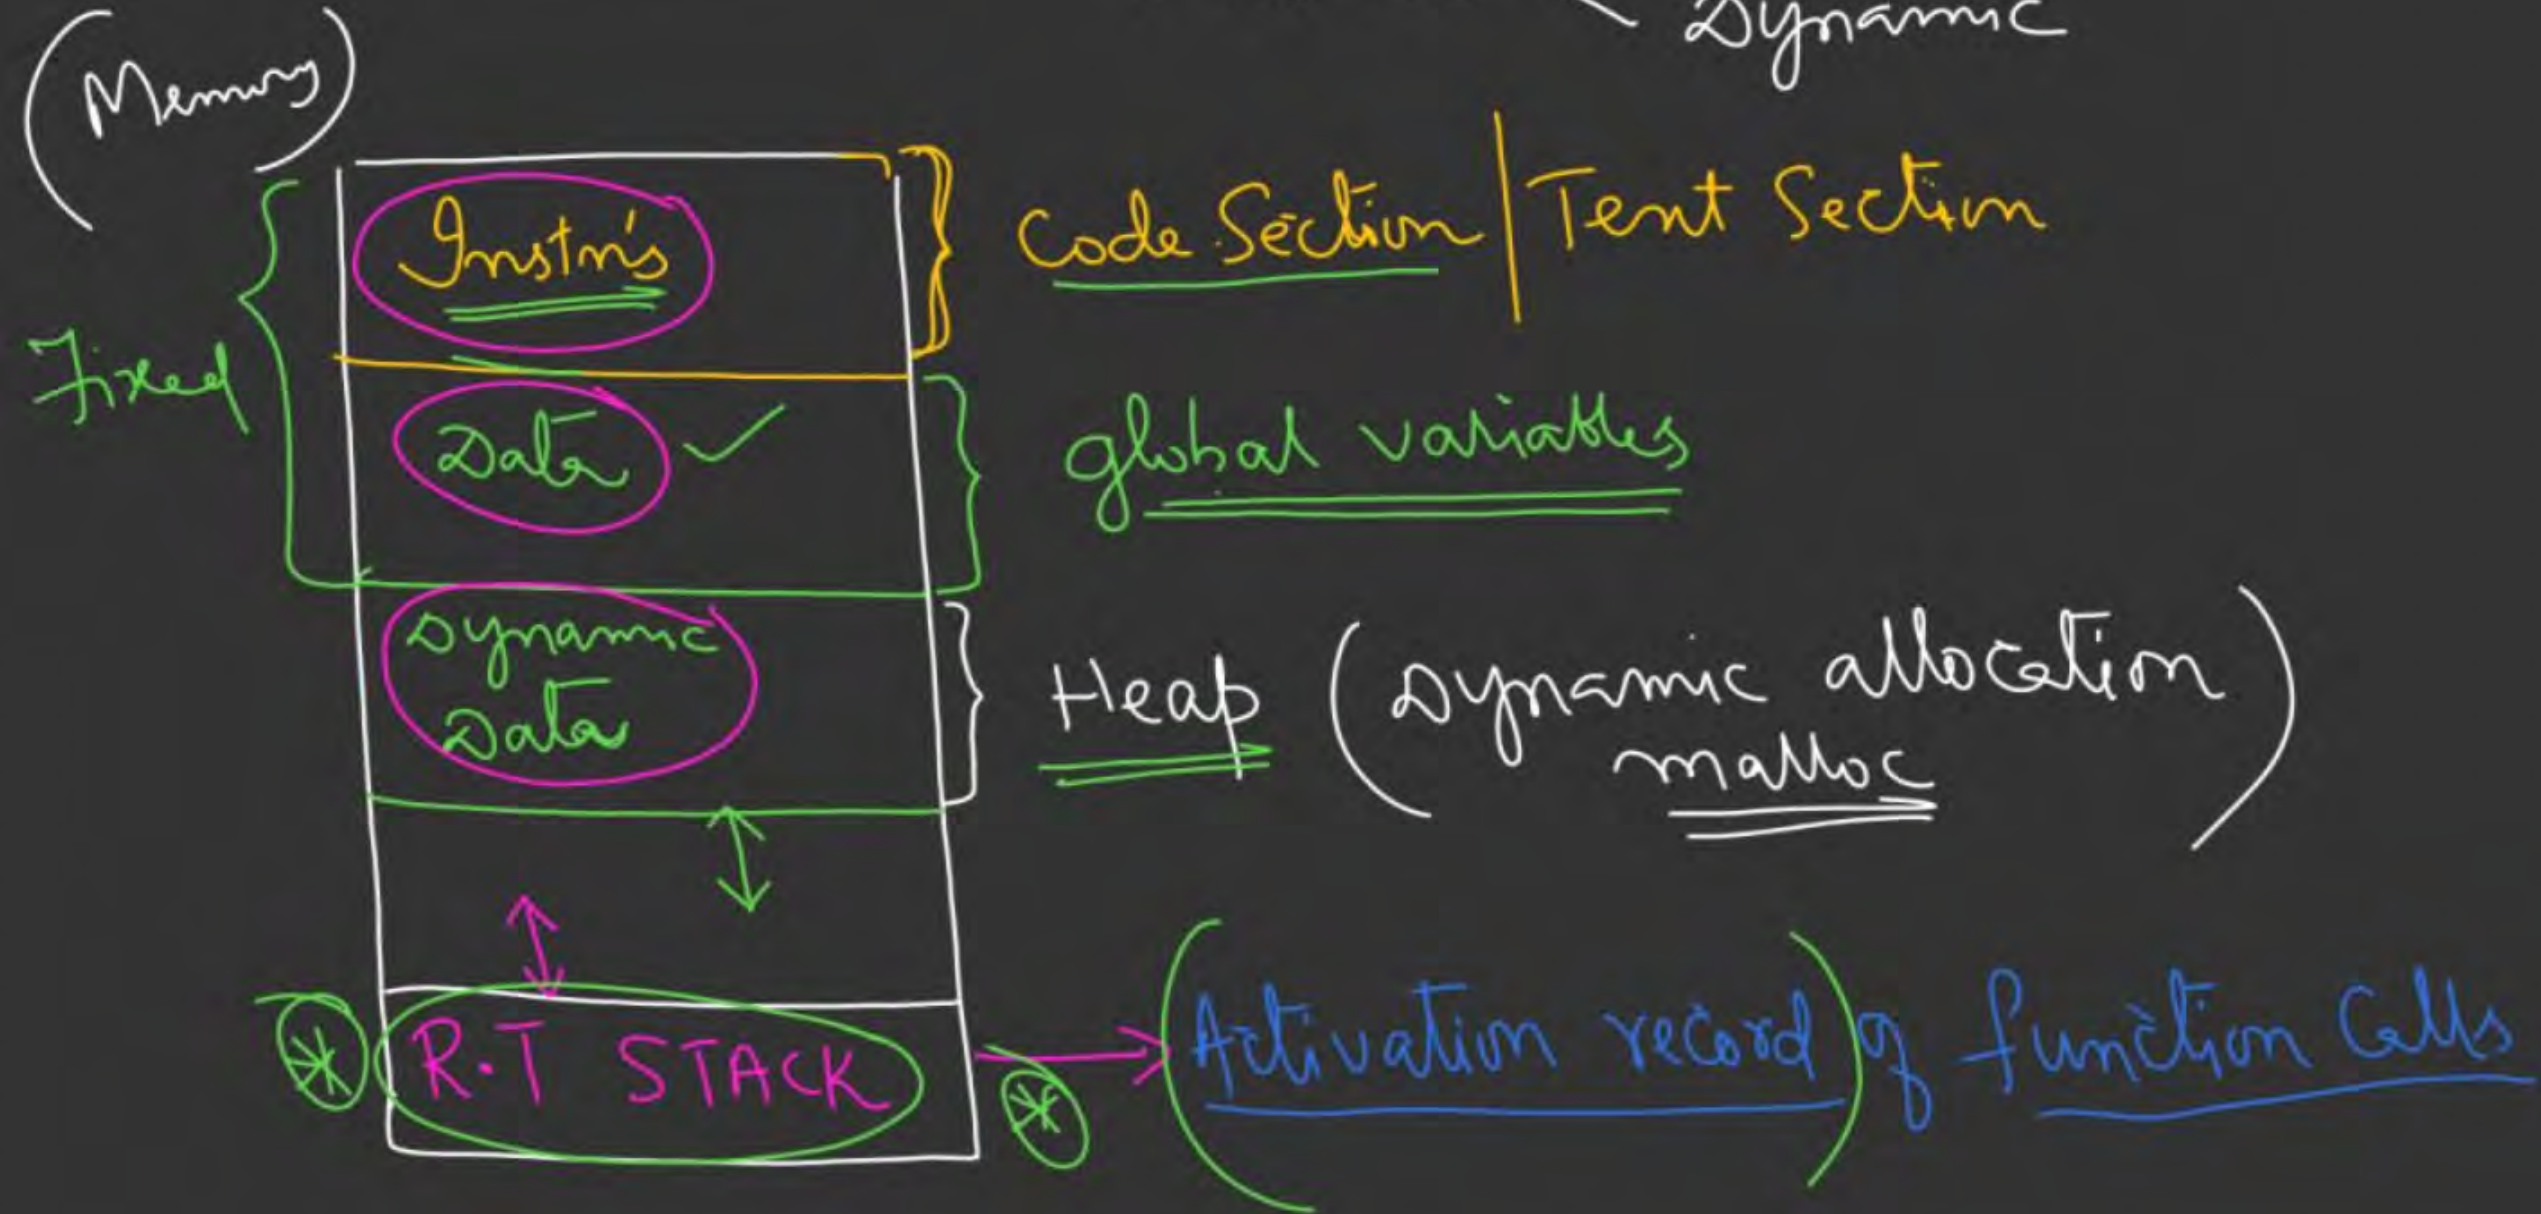 Dynamic
(Memory)
Instn's
Code Section | Text Section
Fixed
Data ✓
global variables
Dynamic
Data
Heap (Dynamic allocation
malloc)
R.T STACK
(Activation record) of function Calls